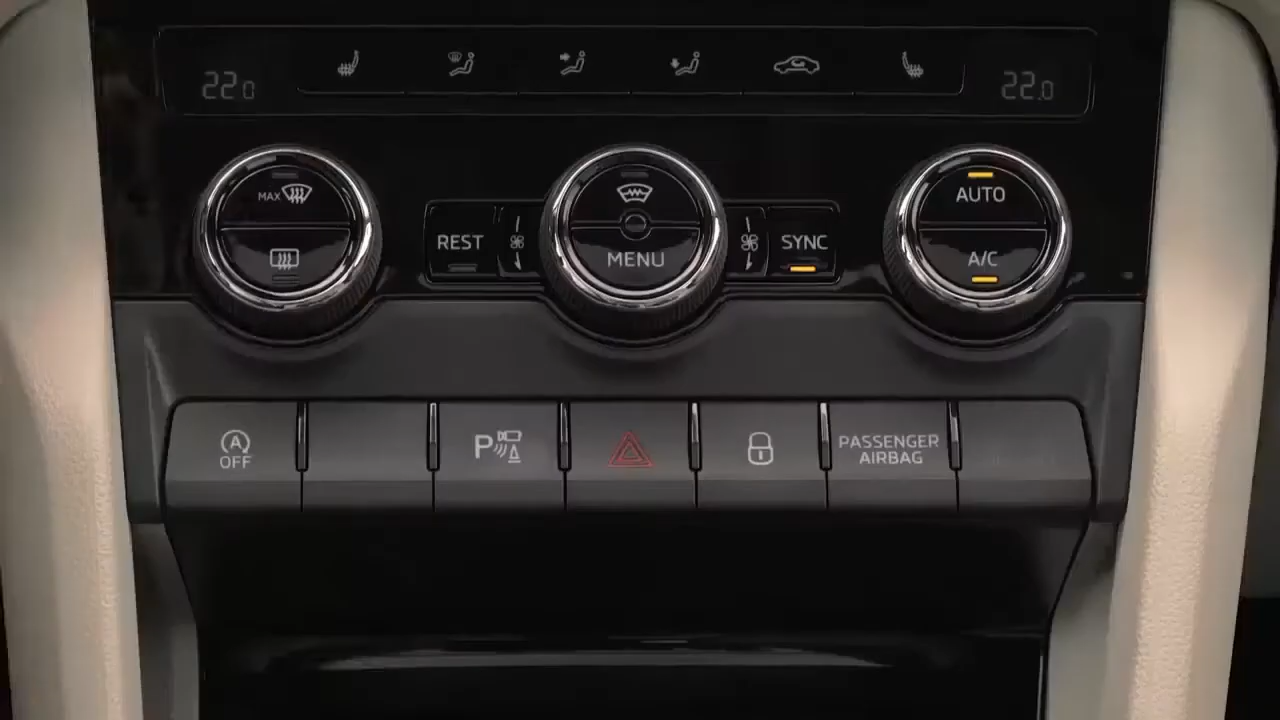 22.0
22.0
MAX
AUTO
REST
SYNC
MENU
A/C
A
OFF
P
PASSENGER
AIRBAG